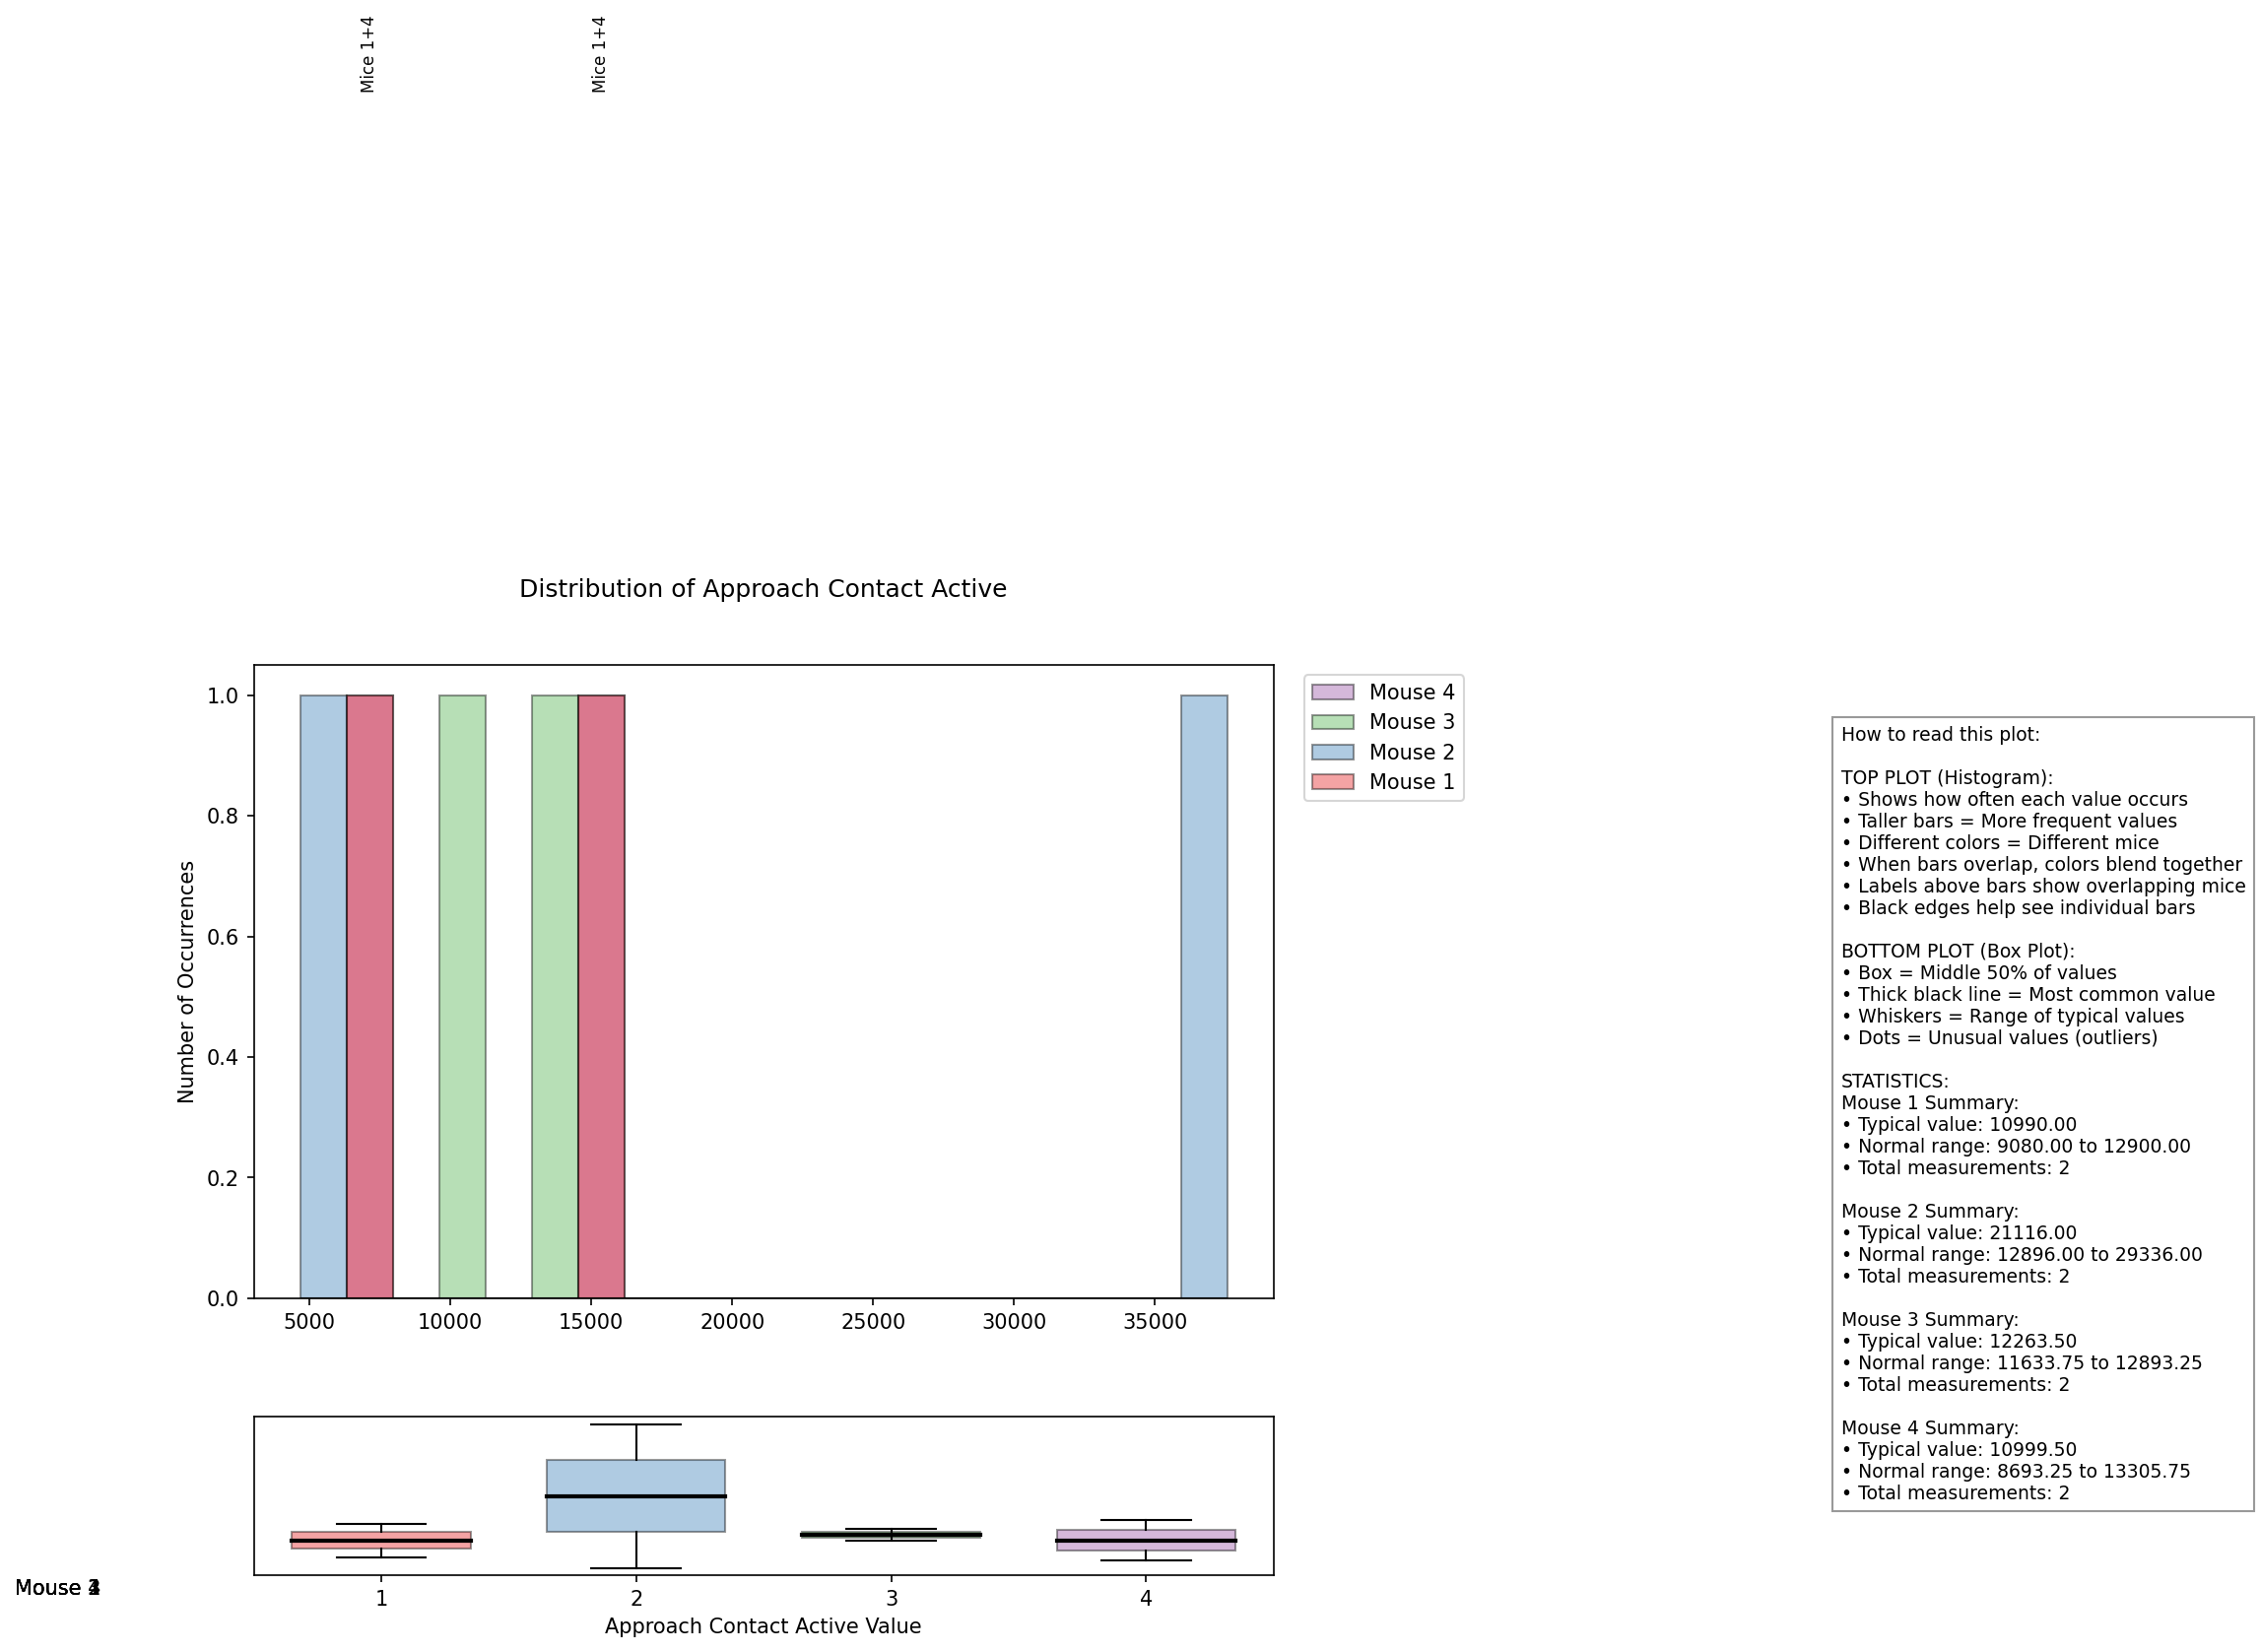 Mice 1+4
Mice 1+4
Distribution of Approach Contact Active
Number of Occurrences
1.0
0.8
0.6
0.4
0.2
0.0
5000 10000 15000 20000 25000 30000 35000
Mouse 4
Mouse 3
Mouse 2
Mouse 1
1 2 3 4
Approach Contact Active Value
Mouse
How to read this plot:
TOP PLOT (Histogram):
• Shows how often each value occurs
• Taller bars = More frequent values
• Different colors = Different mice
• When bars overlap, colors blend together
• Labels above bars show overlapping mice
• Black edges help see individual bars
BOTTOM PLOT (Box Plot):
• Box = Middle 50% of values
• Thick black line = Most common value
• Whiskers = Range of typical values
• Dots = Unusual values (outliers)
STATISTICS:
Mouse 1 Summary:
• Typical value: 10990.00
• Normal range: 9080.00 to 12900.00
• Total measurements: 2
Mouse 2 Summary:
• Typical value: 21116.00
• Normal range: 12896.00 to 29336.00
• Total measurements: 2
Mouse 3 Summary:
• Typical value: 12263.50
• Normal range: 11633.75 to 12893.25
• Total measurements: 2
Mouse 4 Summary:
• Typical value: 10999.50
• Normal range: 8693.25 to 13305.75
• Total measurements: 2